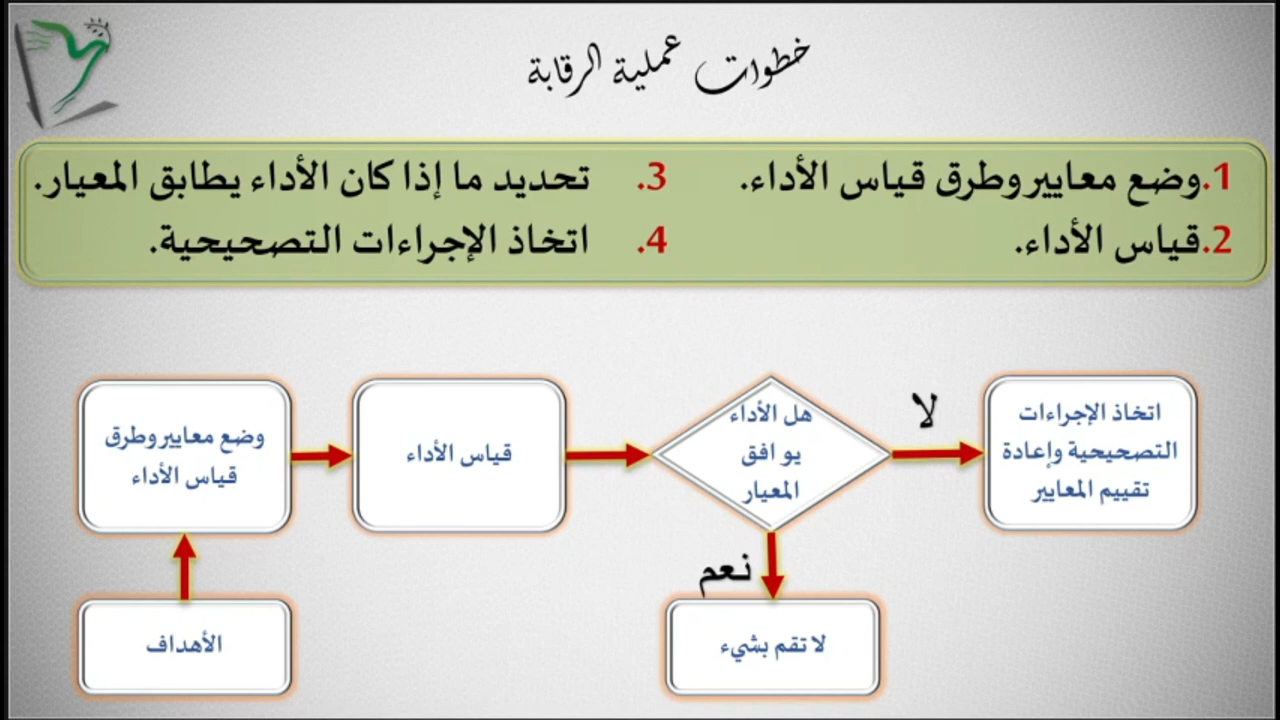 خطوات عملية الرقابة
1.وضع معايير وطرق قياس الأداء.
2.قياس الأداء.
3. تحديد ما إذا كان الأداء يطابق المعيار.
4. اتخاذ الإجراءات التصحيحية.
وضع معايير وطرق
قياس الأداء
قياس الأداء
هل الأداء
يوافق
المعيار
لا
اتخاذ الإجراءات
التصحيحية وإعادة
تقييم المعايير
نعم
الأهداف
لا تقم بشيء